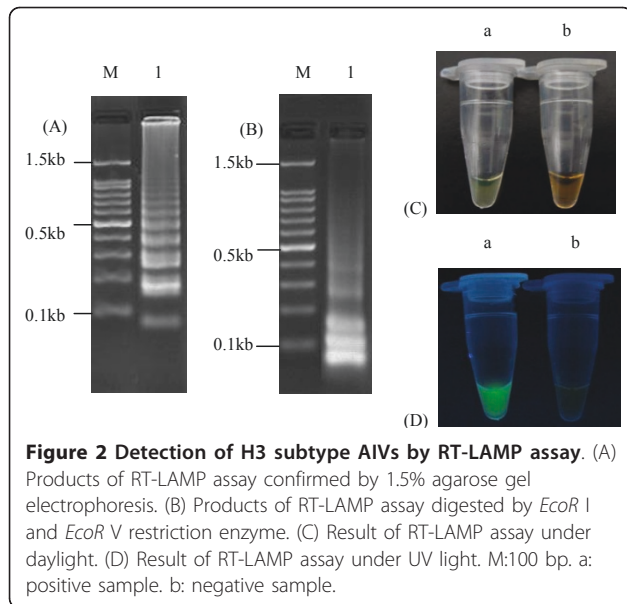 a b
M 1 M 1
(A) (B)
1.5kb 1.5kb
(C)
0.5kb 0.5kb
a b
0.1kb 0.1kb
(D)
Figure 2 Detection of H3 subtype AIVs by RT-LAMP assay. (A)
Products of RT-LAMP assay confirmed by 1.5% agarose gel
electrophoresis. (B) Products of RT-LAMP assay digested by EcoR I
and EcoR V restriction enzyme. (C) Result of RT-LAMP assay under
daylight. (D) Result of RT-LAMP assay under UV light. M:100 bp. a:
positive sample. b: negative sample.